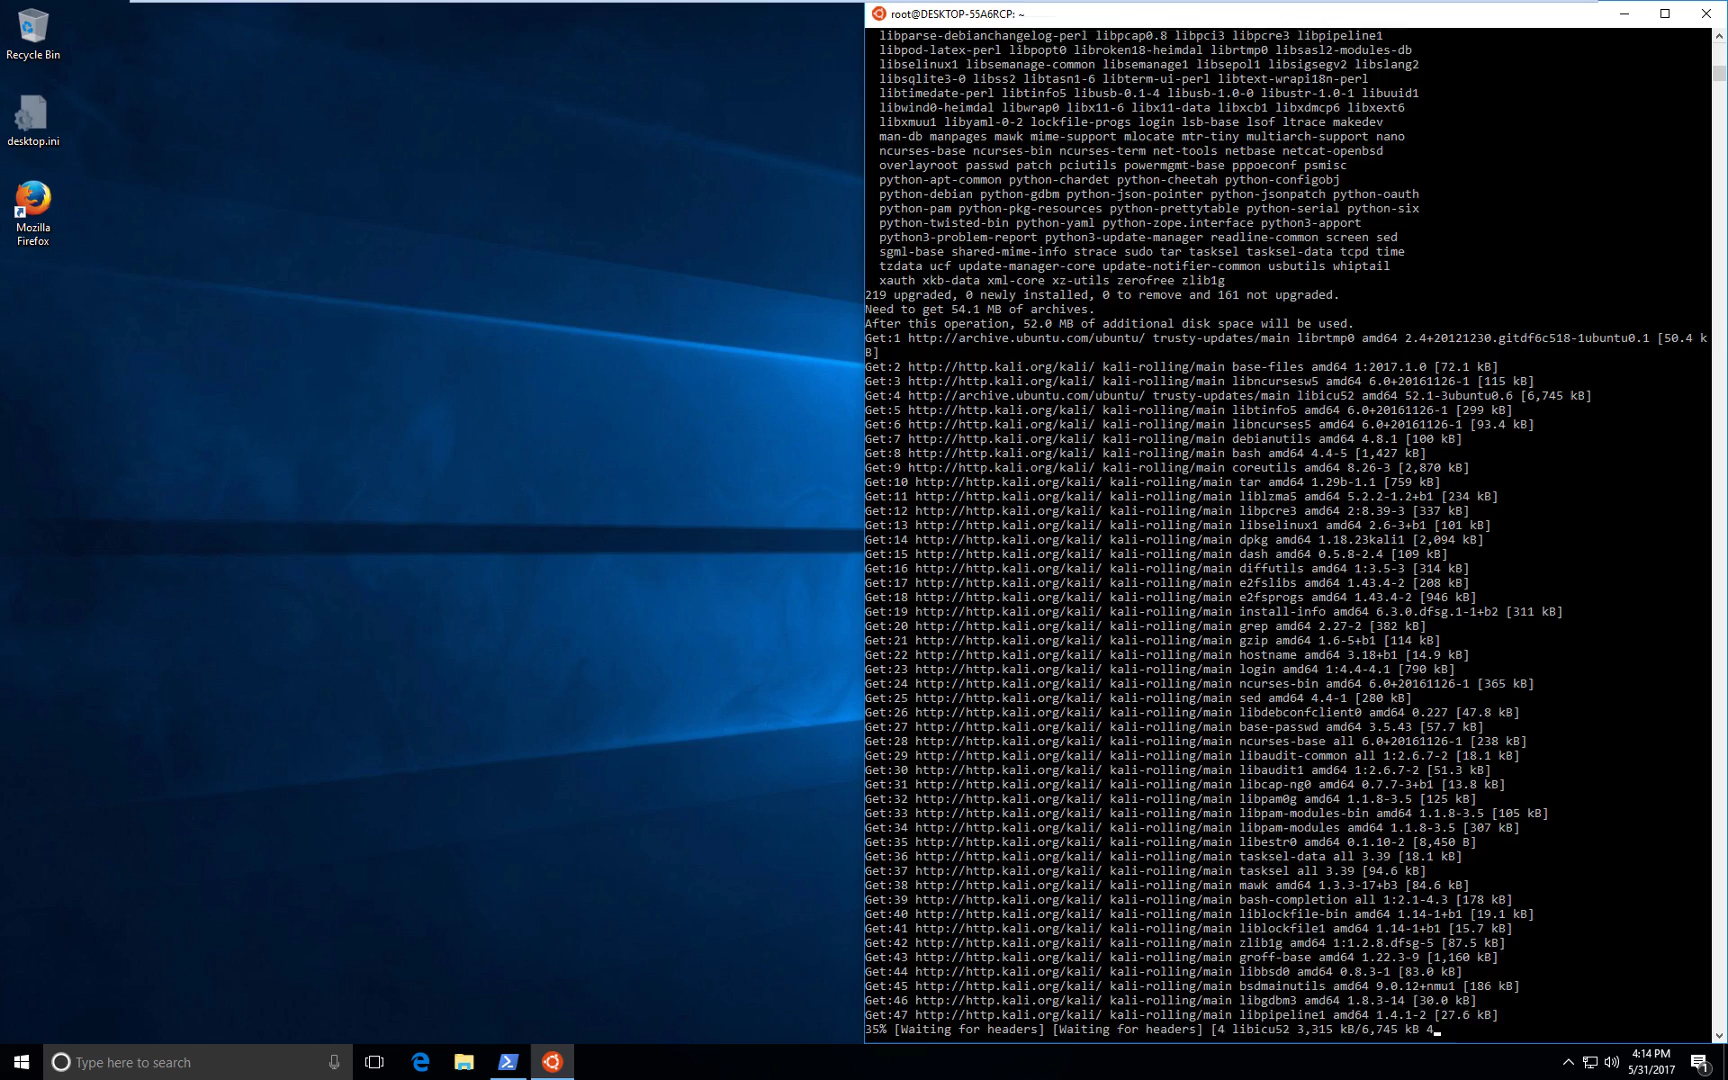 Recycle Bin
desktop.ini
Mozilla
Firefox
root@DESKTOP-55A6RCP: ~
libparse-debianchangelog-perl libpcap0.8 libpci3 libpcre3 libpipeline1
libpod-latex-perl libpopt0 libroken18-heimdal librtmp0 libsasl2-modules-db
libselinux1 libsemanage-common libsemanage1 libsepol1 libsigsegv2 libslang2
libsqlite3-0 libss2 libtasn1-6 libterm-ui-perl libtext-wrapi18n-perl
libtimedate-perl libtinfo5 libusb-0.1-4 libusb-1.0-0 libustr-1.0-1 libuuid1
libwind0-heimdal libwrap0 libx11-6 libx11-data libxcb1 libxdmcp6 libxext6
libxmuu1 libyaml-0-2 lockfile-progs login lsb-base lsof ltrace makedev
man-db manpages mawk mime-support mlocate mtr-tiny multiarch-support nano
ncurses-base ncurses-bin ncurses-term net-tools netbase netcat-openbsd
overlayroot passwd patch pciutils powermgmt-base pppoeconf psmisc
python-apt-common python-chardet python-cheetah python-configobj
python-debian python-gdbm python-json-pointer python-jsonpatch python-oauth
python-pam python-pkg-resources python-prettytable python-serial python-six
python-twisted-bin python-yaml python-zope.interface python3-apport
python3-problem-report python3-update-manager readline-common screen sed
sgml-base shared-mime-info strace sudo tar tasksel tasksel-data tcpd time
tzdata ucf update-manager-core update-notifier-common usbutils whiptail
xauth xkb-data xml-core xz-utils zerofree zlib1g
219 upgraded, 0 newly installed, 0 to remove and 161 not upgraded.
Need to get 54.1 MB of archives.
After this operation, 52.0 MB of additional disk space will be used.
Get:1 http://archive.ubuntu.com/ubuntu/ trusty-updates/main librtmp0 amd64 2.4+20121230.gitdf6c518-1ubuntu0.1 [50.4 k
B]
Get:2 http://http.kali.org/kali/ kali-rolling/main base-files amd64 1:2017.1.0 [72.1 kB]
Get:3 http://http.kali.org/kali/ kali-rolling/main libncursesw5 amd64 6.0+20161126-1 [115 kB]
Get:4 http://archive.ubuntu.com/ubuntu/ trusty-updates/main libicu52 amd64 52.1-3ubuntu0.6 [6,745 kB]
Get:5 http://http.kali.org/kali/ kali-rolling/main libtinfo5 amd64 6.0+20161126-1 [299 kB]
Get:6 http://http.kali.org/kali/ kali-rolling/main libncurses5 amd64 6.0+20161126-1 [93.4 kB]
Get:7 http://http.kali.org/kali/ kali-rolling/main debianutils amd64 4.8.1 [100 kB]
Get:8 http://http.kali.org/kali/ kali-rolling/main bash amd64 4.4-5 [1,427 kB]
Get:9 http://http.kali.org/kali/ kali-rolling/main coreutils amd64 8.26-3 [2,870 kB]
Get:10 http://http.kali.org/kali/ kali-rolling/main tar amd64 1.29b-1.1 [759 kB]
Get:11 http://http.kali.org/kali/ kali-rolling/main liblzma5 amd64 5.2.2-1.2+b1 [234 kB]
Get:12 http://http.kali.org/kali/ kali-rolling/main libpcre3 amd64 2:8.39-3 [337 kB]
Get:13 http://http.kali.org/kali/ kali-rolling/main libselinux1 amd64 2.6-3+b1 [101 kB]
Get:14 http://http.kali.org/kali/ kali-rolling/main dpkg amd64 1.18.23kali1 [2,094 kB]
Get:15 http://http.kali.org/kali/ kali-rolling/main dash amd64 0.5.8-2.4 [109 kB]
Get:16 http://http.kali.org/kali/ kali-rolling/main diffutils amd64 1:3.5-3 [314 kB]
Get:17 http://http.kali.org/kali/ kali-rolling/main e2fslibs amd64 1.43.4-2 [208 kB]
Get:18 http://http.kali.org/kali/ kali-rolling/main e2fsprogs amd64 1.43.4-2 [946 kB]
Get:19 http://http.kali.org/kali/ kali-rolling/main install-info amd64 6.3.0.dfsg.1-1+b2 [311 kB]
Get:20 http://http.kali.org/kali/ kali-rolling/main grep amd64 2.27-2 [382 kB]
Get:21 http://http.kali.org/kali/ kali-rolling/main gzip amd64 1.6-5+b1 [114 kB]
Get:22 http://http.kali.org/kali/ kali-rolling/main hostname amd64 3.18+b1 [14.9 kB]
Get:23 http://http.kali.org/kali/ kali-rolling/main login amd64 1:4.4-4.1 [790 kB]
Get:24 http://http.kali.org/kali/ kali-rolling/main ncurses-bin amd64 6.0+20161126-1 [365 kB]
Get:25 http://http.kali.org/kali/ kali-rolling/main sed amd64 4.4-1 [280 kB]
Get:26 http://http.kali.org/kali/ kali-rolling/main libdebconfclient0 amd64 0.227 [47.8 kB]
Get:27 http://http.kali.org/kali/ kali-rolling/main base-passwd amd64 3.5.43 [57.7 kB]
Get:28 http://http.kali.org/kali/ kali-rolling/main ncurses-base all 6.0+20161126-1 [238 kB]
Get:29 http://http.kali.org/kali/ kali-rolling/main libaudit-common all 1:2.6.7-2 [18.1 kB]
Get:30 http://http.kali.org/kali/ kali-rolling/main libaudit1 amd64 1:2.6.7-2 [51.3 kB]
Get:31 http://http.kali.org/kali/ kali-rolling/main libcap-ng0 amd64 0.7.7-3+b1 [13.8 kB]
Get:32 http://http.kali.org/kali/ kali-rolling/main libpam0g amd64 1.1.8-3.5 [125 kB]
Get:33 http://http.kali.org/kali/ kali-rolling/main libpam-modules-bin amd64 1.1.8-3.5 [105 kB]
Get:34 http://http.kali.org/kali/ kali-rolling/main libpam-modules amd64 1.1.8-3.5 [307 kB]
Get:35 http://http.kali.org/kali/ kali-rolling/main libestr0 amd64 0.1.10-2 [8,450 B]
Get:36 http://http.kali.org/kali/ kali-rolling/main tasksel-data all 3.39 [18.1 kB]
Get:37 http://http.kali.org/kali/ kali-rolling/main tasksel all 3.39 [94.6 kB]
Get:38 http://http.kali.org/kali/ kali-rolling/main mawk amd64 1.3.3-17+b3 [84.6 kB]
Get:39 http://http.kali.org/kali/ kali-rolling/main bash-completion all 1:2.1-4.3 [178 kB]
Get:40 http://http.kali.org/kali/ kali-rolling/main liblockfile-bin amd64 1.14-1+b1 [19.1 kB]
Get:41 http://http.kali.org/kali/ kali-rolling/main liblockfile1 amd64 1.14-1+b1 [15.7 kB]
Get:42 http://http.kali.org/kali/ kali-rolling/main zlib1g amd64 1:1.2.8.dfsg-5 [87.5 kB]
Get:43 http://http.kali.org/kali/ kali-rolling/main groff-base amd64 1.22.3-9 [1,160 kB]
Get:44 http://http.kali.org/kali/ kali-rolling/main libbsd0 amd64 0.8.3-1 [83.0 kB]
Get:45 http://http.kali.org/kali/ kali-rolling/main bsdmainutils amd64 9.0.12+nmu1 [186 kB]
Get:46 http://http.kali.org/kali/ kali-rolling/main libgdbm3 amd64 1.8.3-14 [30.0 kB]
Get:47 http://http.kali.org/kali/ kali-rolling/main libpipeline1 amd64 1.4.1-2 [27.6 kB]
35% [Waiting for headers] [Waiting for headers] [4 libicu52 3,315 kB/6,745 kB 4
Type here to search
4:14 PM
5/31/2017
1